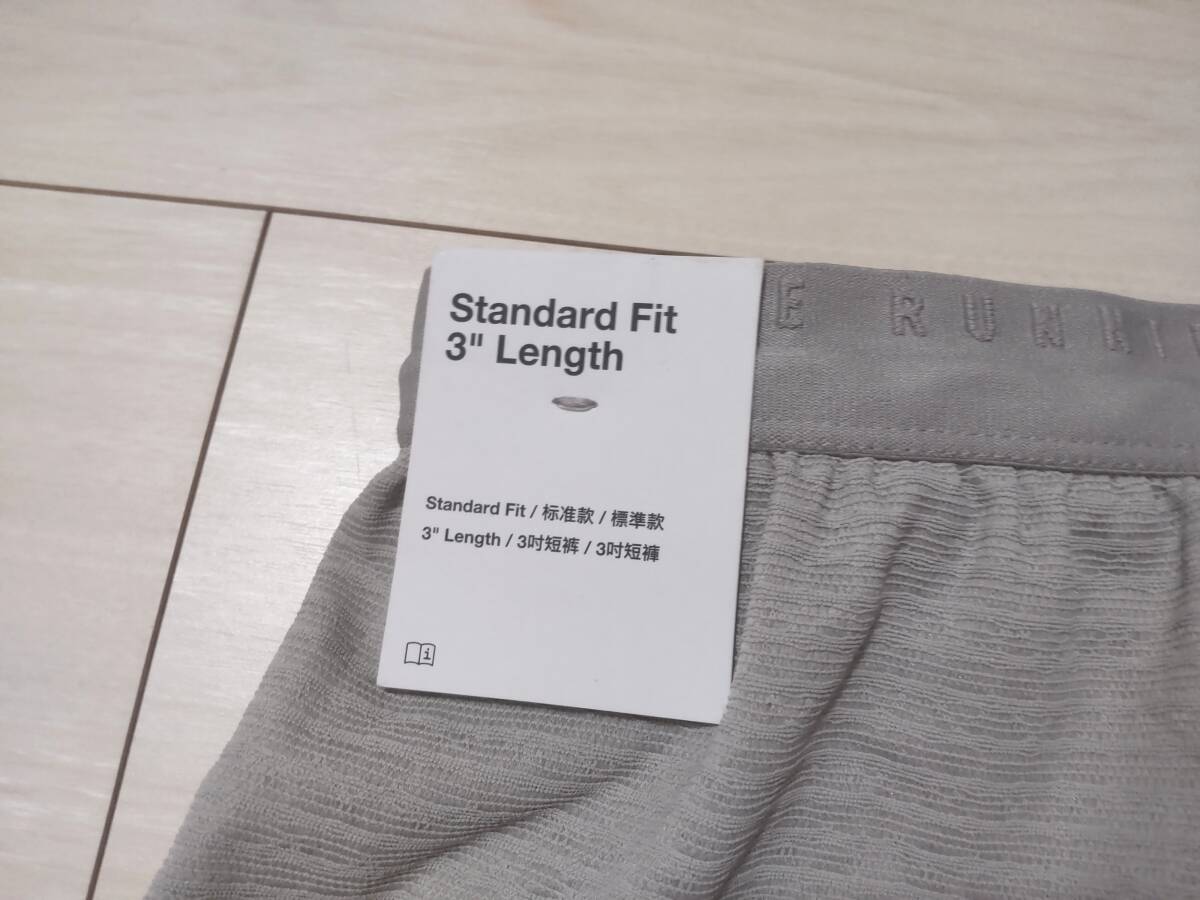 Standard Fit
3" Length
Standard Fit / 标准款 / 標準款
3" Length / 3吋短裤 / 3吋短褲
i
E RUNNI